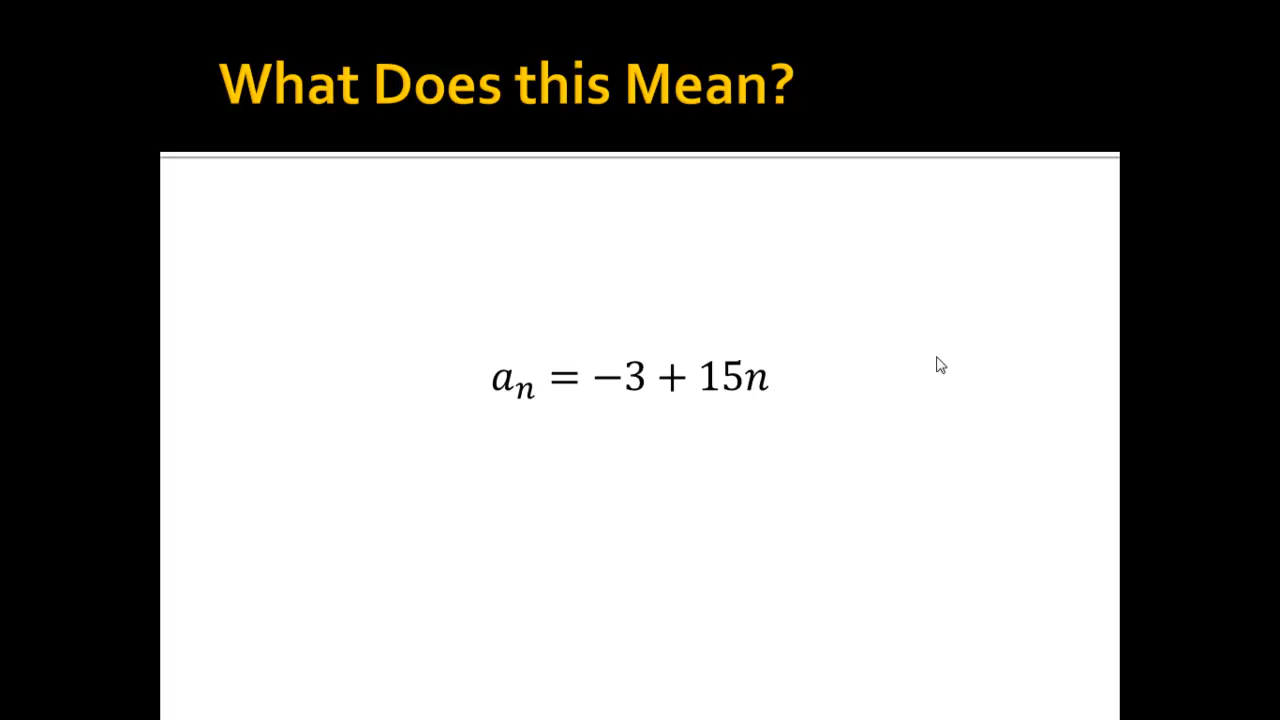 What Does this Mean?
aₙ = −3 + 15n